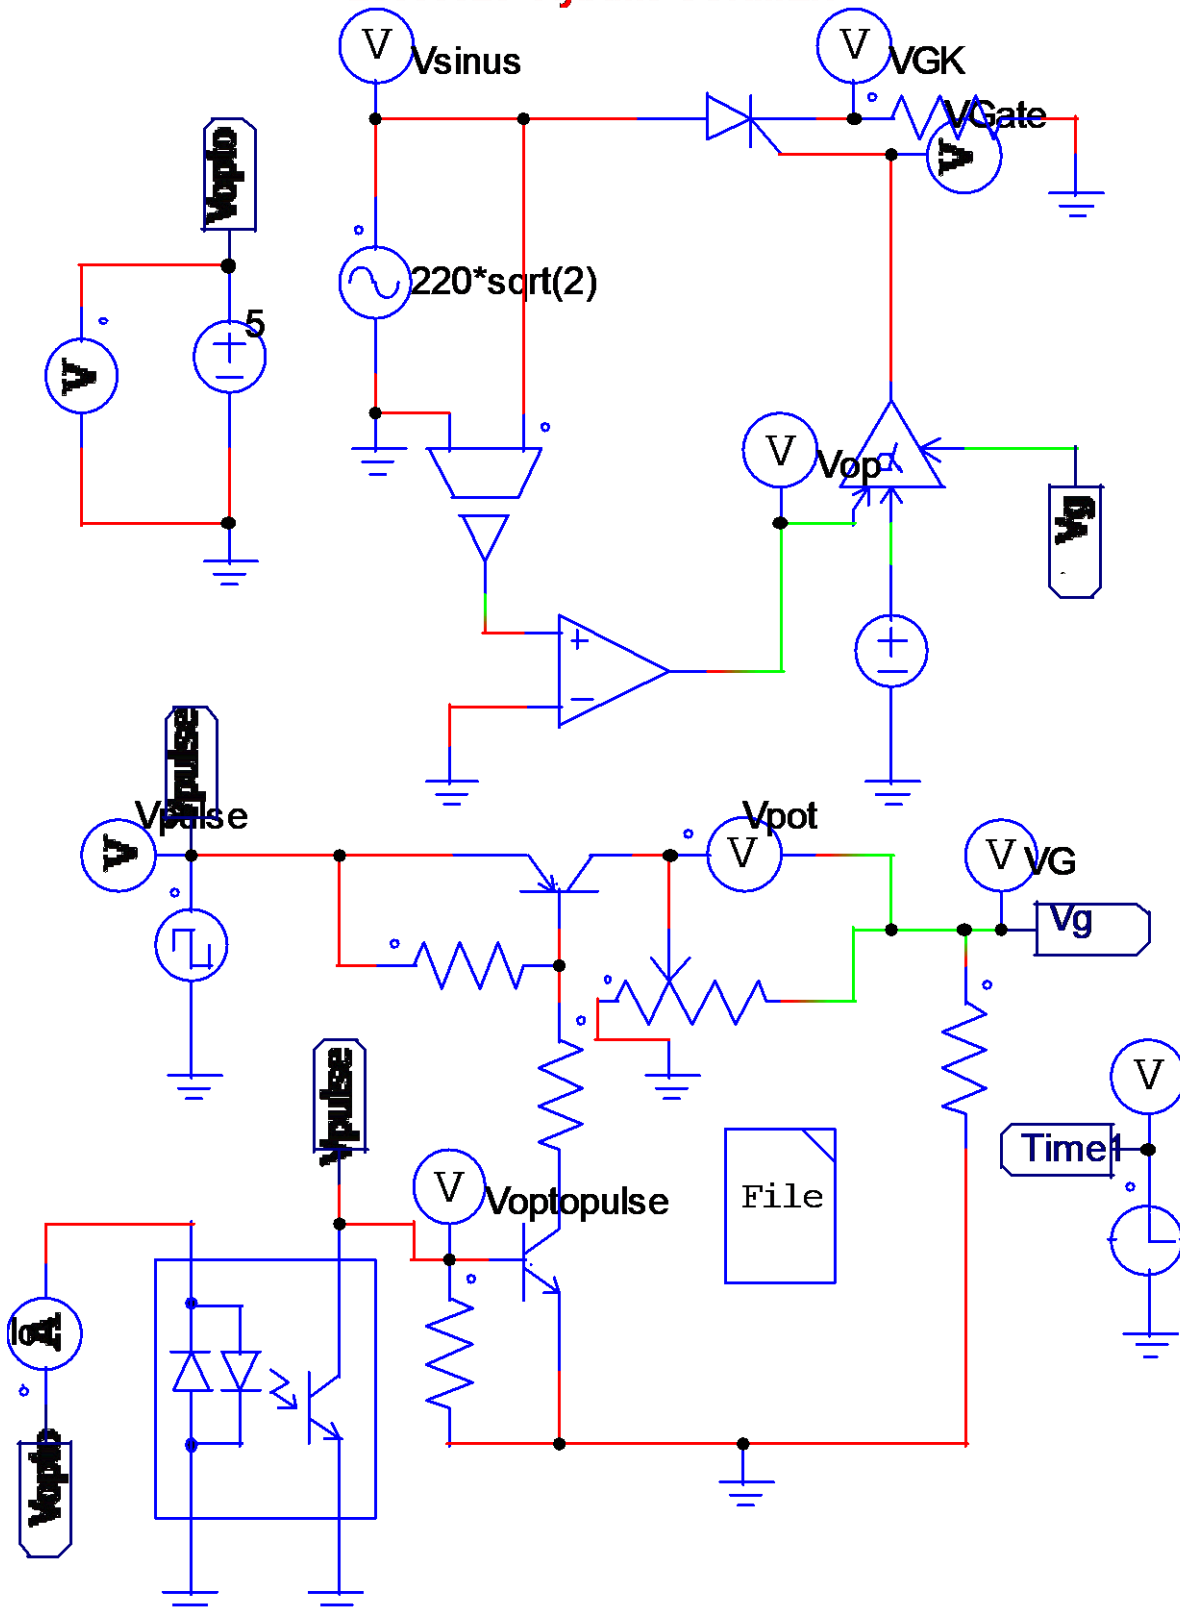 V
Vsinus
V
VGK
VGate
V
Vopto
220*sqrt(2)
5
V
V
Vop
α
Vg
Vpulse
Vpulse
V
Vpot
V
V
VG
Vg
Vpulse
V
Time1
V
Voptopulse
File
A
Vopto